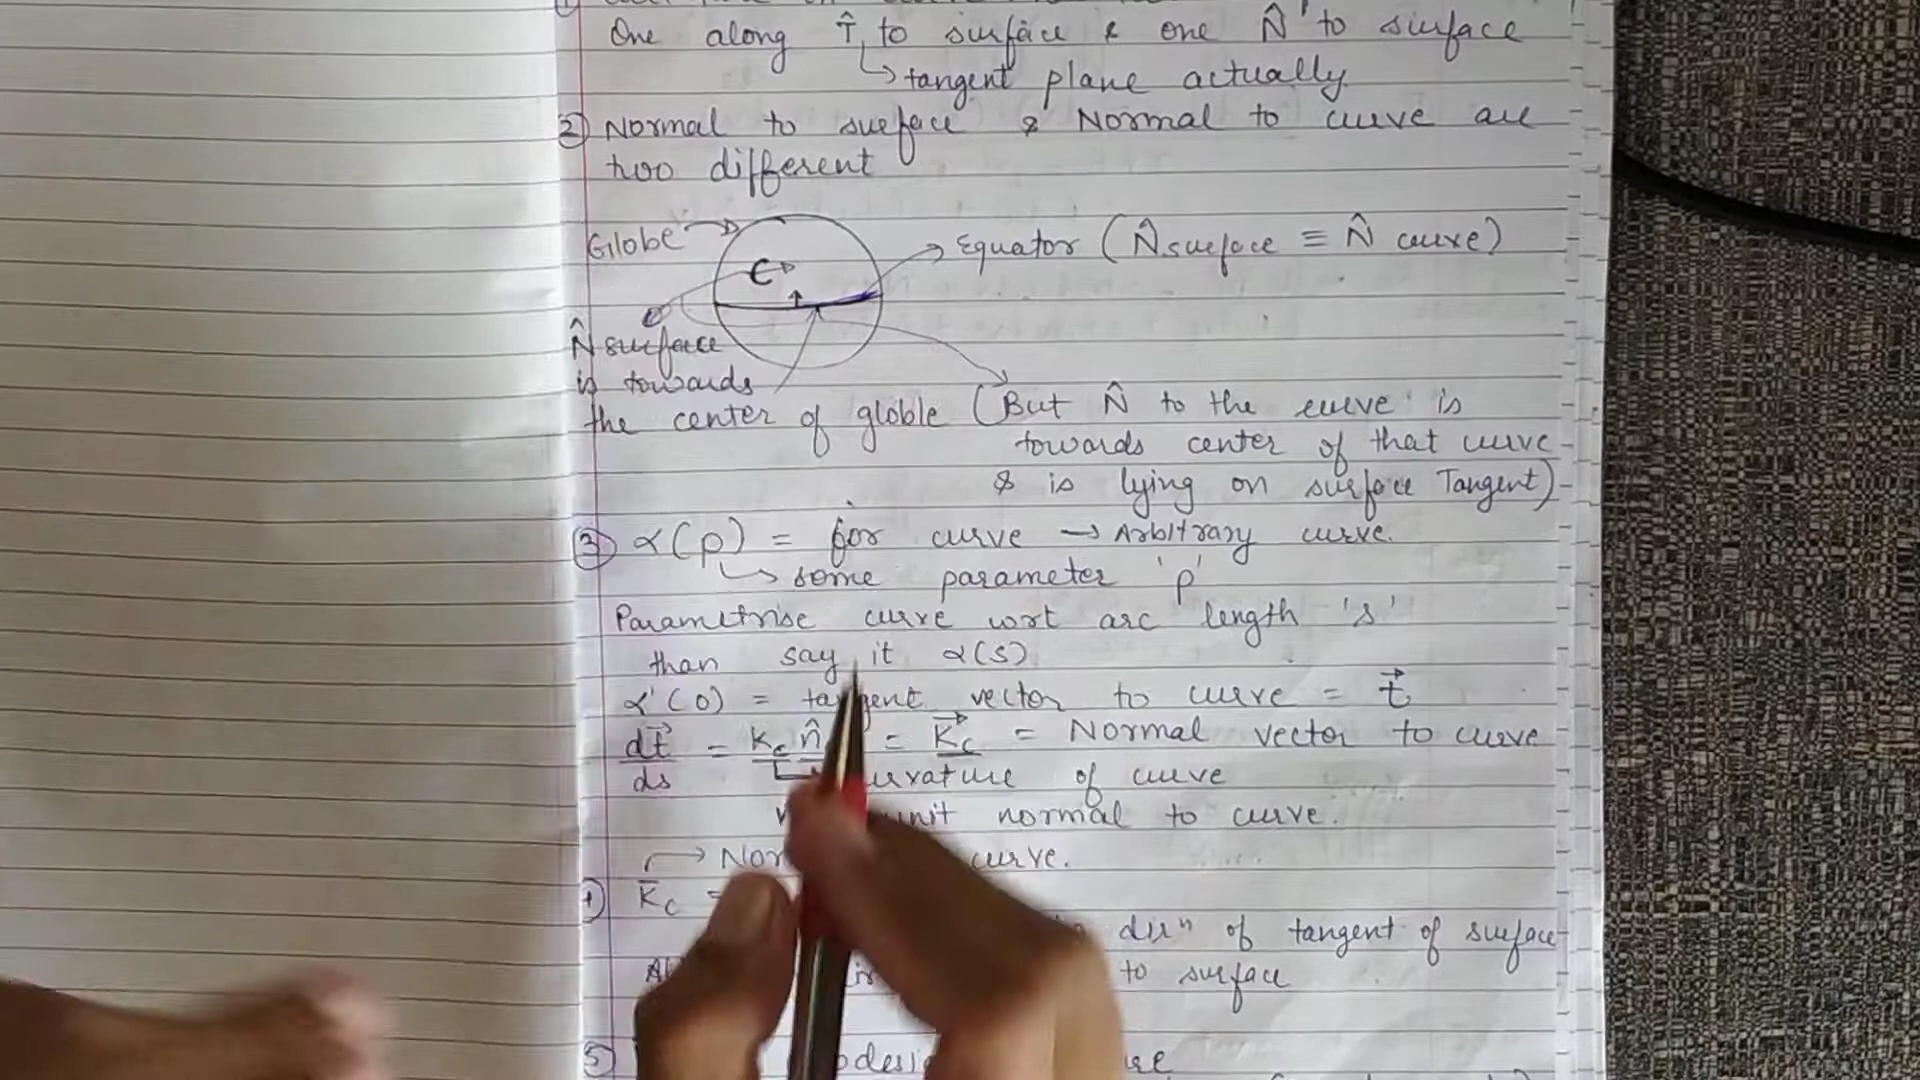 One along T̂ to surface & one N̂ to surface
↳ tangent plane actually
② Normal to surface & Normal to curve are
two different
Globe → Equator (N̂ surface ≡ N̂ curve)
C
N̂ surface
is towards
the center of globle (But N̂ to the curve is
towards center of that curve
& is lying on surface Tangent)
③ α(p) = for curve → Arbitrary curve.
↳ some parameter 'p'
Parametrise curve wrt arc length 's'
than say it α(s)
α'(0) = tangent vector to curve = t⃗
dt⃗/ds = k_c n̂ = K⃗_c = Normal vector to curve
curvature of curve
unit normal to curve.
→ curve.
K̅_c =
dirⁿ of tangent of surface
to surface
⑤